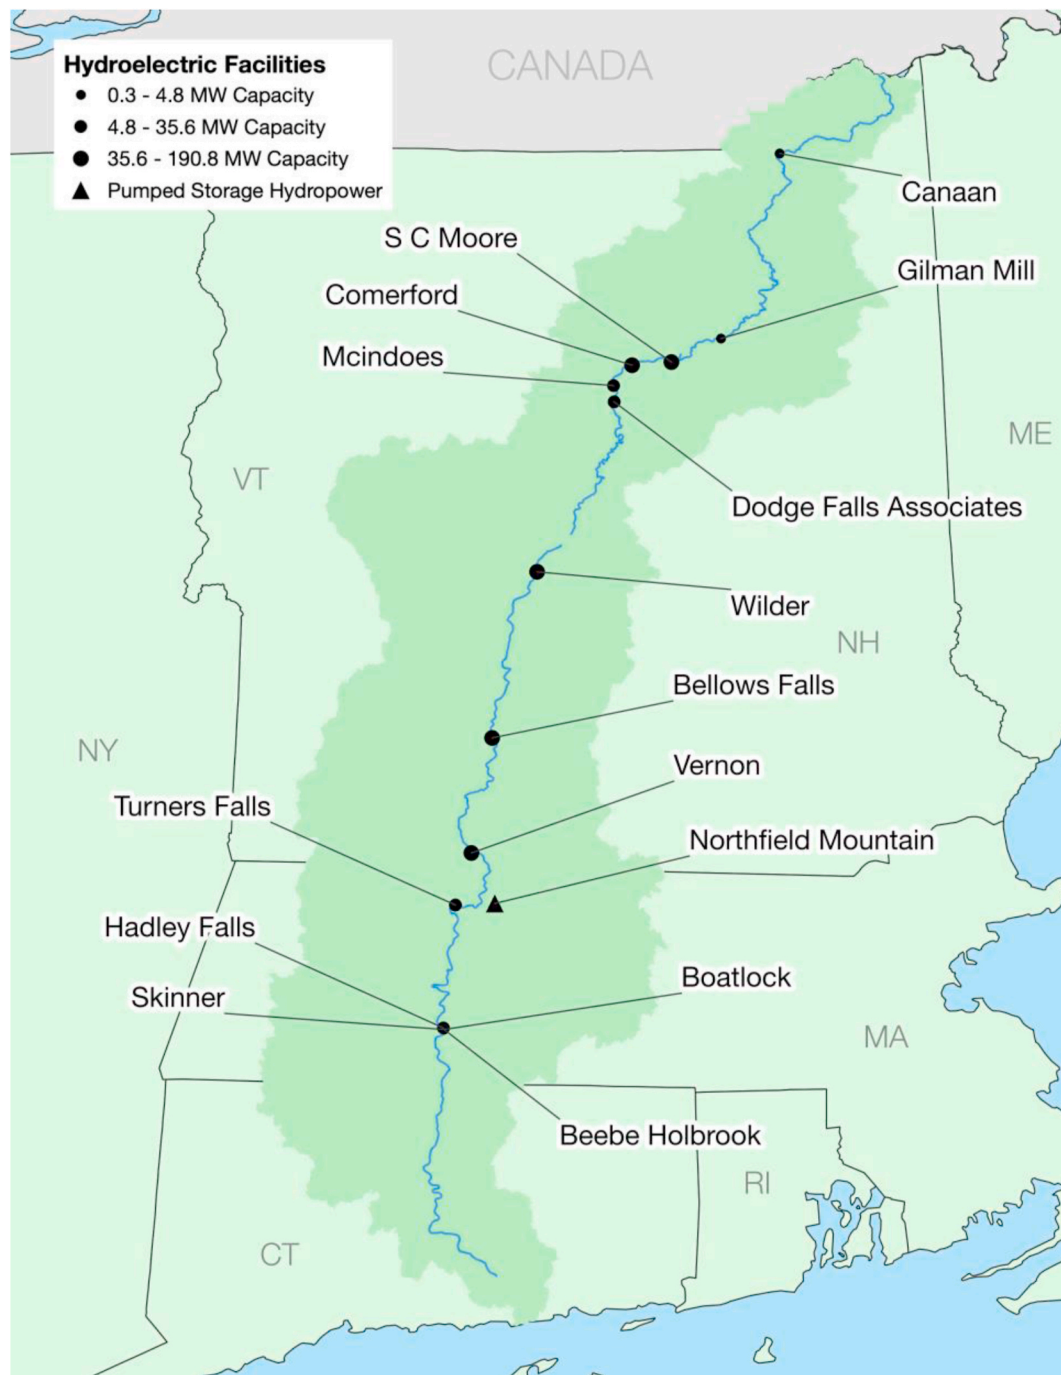 CANADA
Hydroelectric Facilities
0.3 - 4.8 MW Capacity
4.8 - 35.6 MW Capacity
35.6 - 190.8 MW Capacity
Pumped Storage Hydropower
Canaan
S C Moore
Gilman Mill
Comerford
Mcindoes
ME
VT
Dodge Falls Associates
Wilder
NH
Bellows Falls
NY
Vernon
Turners Falls
Northfield Mountain
Hadley Falls
Boatlock
Skinner
MA
Beebe Holbrook
RI
CT